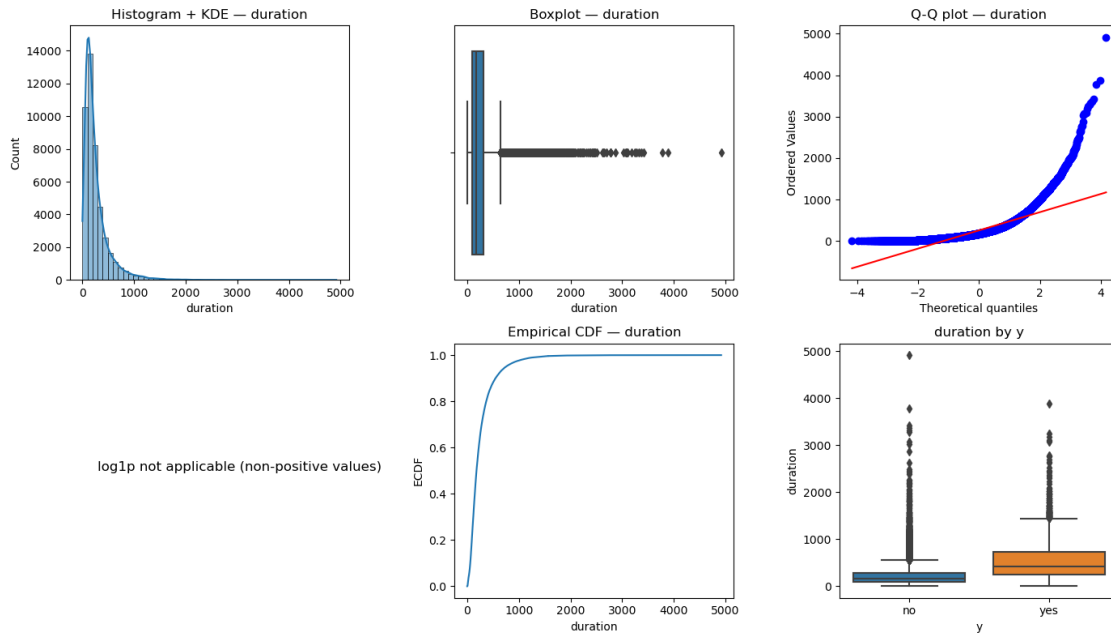 Histogram + KDE — duration
14000
12000
10000
8000
6000
4000
2000
0
Count
0 1000 2000 3000 4000 5000
duration
Boxplot — duration
0 1000 2000 3000 4000 5000
duration
Q-Q plot — duration
5000
4000
3000
2000
1000
0
Ordered Values
−4 −2 0 2 4
Theoretical quantiles
log1p not applicable (non-positive values)
Empirical CDF — duration
1.0
0.8
0.6
0.4
0.2
0.0
ECDF
0 1000 2000 3000 4000 5000
duration
duration by y
5000
4000
3000
2000
1000
0
duration
no yes
y